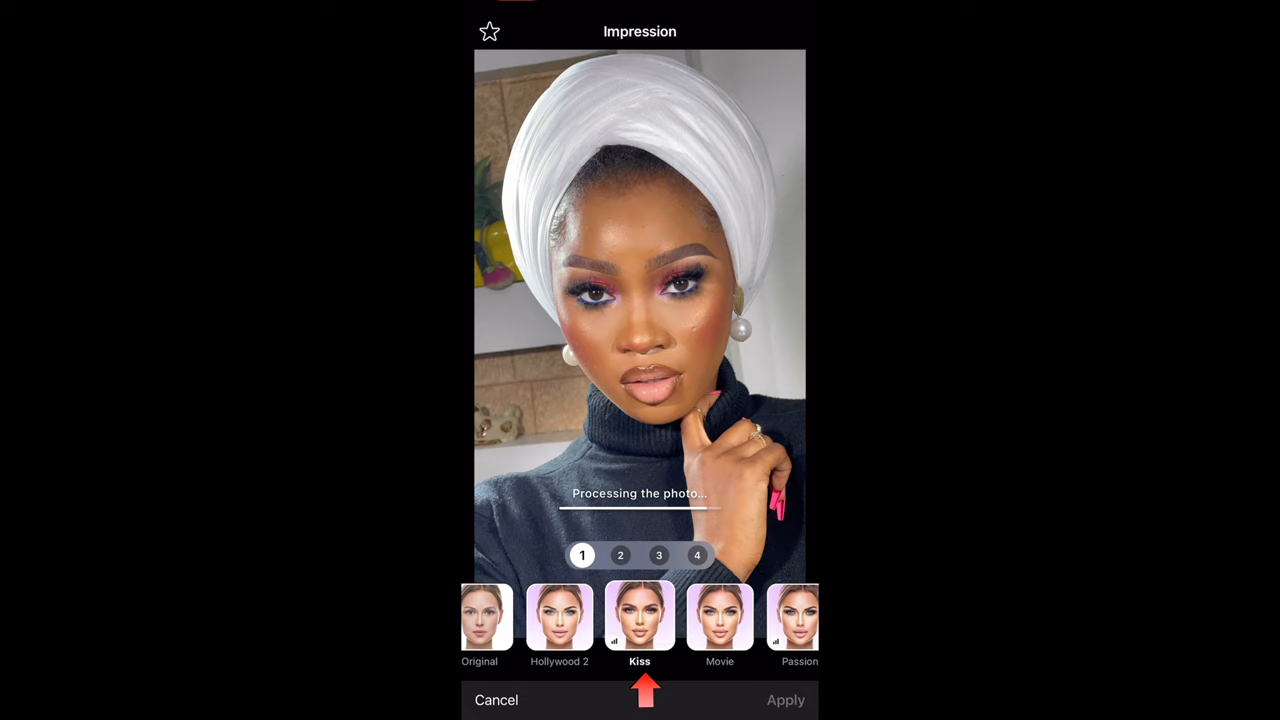 Impression
Processing the photo...
1 2 3 4
Original Hollywood 2 Kiss Movie Passion
Cancel Apply